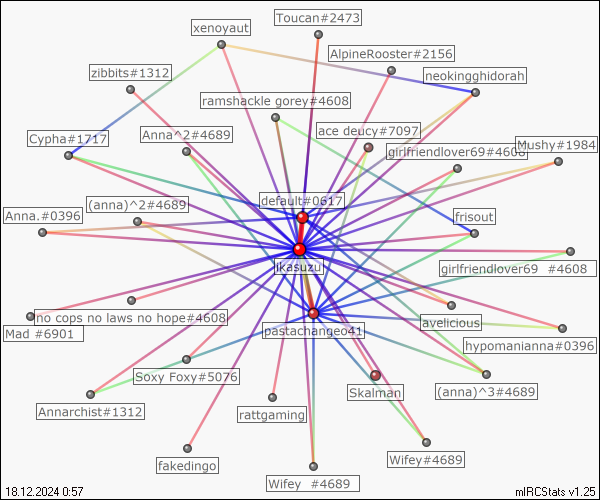 Toucan#2473
xenoyaut
AlpineRooster#2156
zibbits#1312
neokingghidorah
ramshackle gorey#4608
Anna^2#4689
ace deucy#7097
Cypha#1717
girlfriendlover69#4608
Mushy#1984
default#0617
(anna)^2#4689
Anna.#0396
frisout
ikasuzu
girlfriendlover69 #4608
no cops no laws no hope#4608
Mad #6901
pastachangeo41
avelicious
hypomanianna#0396
Soxy Foxy#5076
Skalman
(anna)^3#4689
Annarchist#1312
rattgaming
fakedingo
Wifey#4689
Wifey #4689
18.12.2024 0:57
mIRCStats v1.25